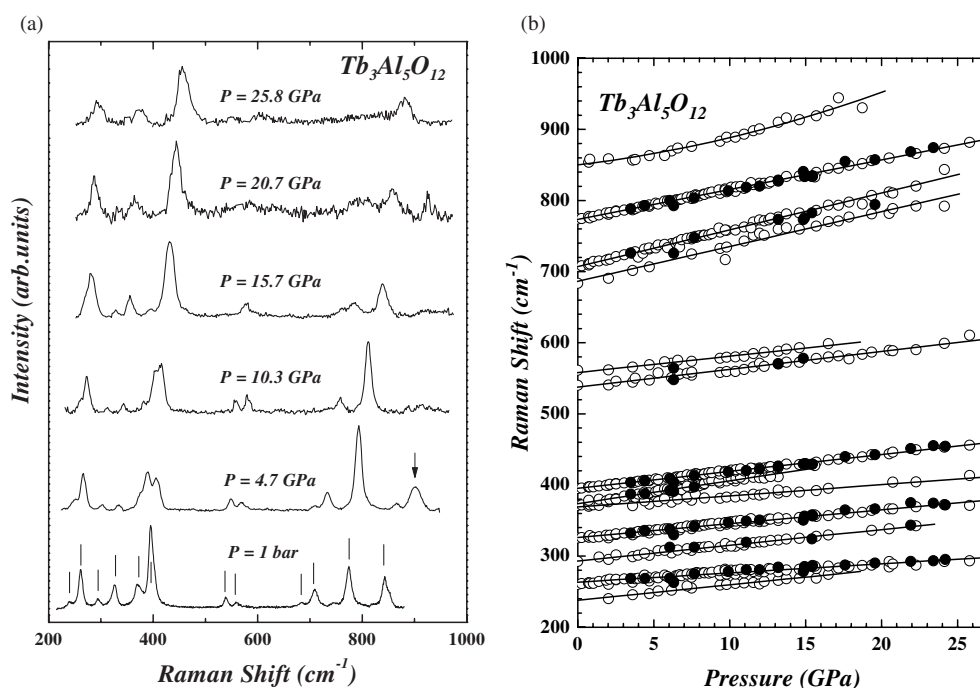 (a)
Tb₃Al₅O₁₂
P = 25.8 GPa
P = 20.7 GPa
P = 15.7 GPa
P = 10.3 GPa
P = 4.7 GPa
P = 1 bar
Intensity (arb.units)
200 400 600 800 1000
Raman Shift (cm⁻¹)
(b)
Tb₃Al₅O₁₂
1000
900
800
700
600
500
400
300
200
Raman Shift (cm⁻¹)
0 5 10 15 20 25
Pressure (GPa)